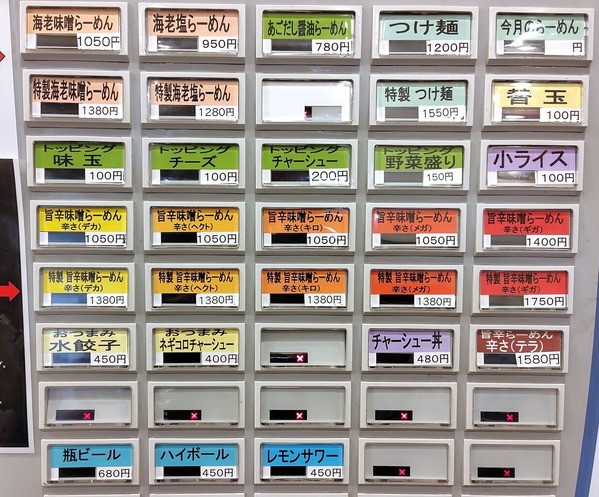 海老味噌らーめん 1050円
海老塩らーめん 950円
あごだし醤油らーめん 780円
つけ麺 1200円
今月のらーめん 円
特製海老味噌らーめん 1380円
特製海老塩らーめん 1280円
特製 つけ麺 1550円
替玉 100円
トッピング
味玉 100円
トッピング
チーズ 100円
トッピング
チャーシュー 200円
トッピング
野菜盛り 150円
小ライス 100円
旨辛味噌らーめん
辛さ(デカ)
1050円
旨辛味噌らーめん
辛さ(ヘクト)
1050円
旨辛味噌らーめん
辛さ(キロ)
1050円
旨辛味噌らーめん
辛さ(メガ)
1050円
旨辛味噌らーめん
辛さ(ギガ)
1400円
特製 旨辛味噌らーめん
辛さ(デカ)
1380円
特製 旨辛味噌らーめん
辛さ(ヘクト)
1380円
特製 旨辛味噌らーめん
辛さ(キロ)
1380円
特製 旨辛味噌らーめん
辛さ(メガ)
1380円
特製 旨辛味噌らーめん
辛さ(ギガ)
1750円
おつまみ
水餃子
450円
おつまみ
ネギコロチャーシュー
400円
チャーシュー丼
480円
旨辛らーめん
辛さ(テラ)
1580円
瓶ビール
680円
ハイボール
450円
レモンサワー
450円